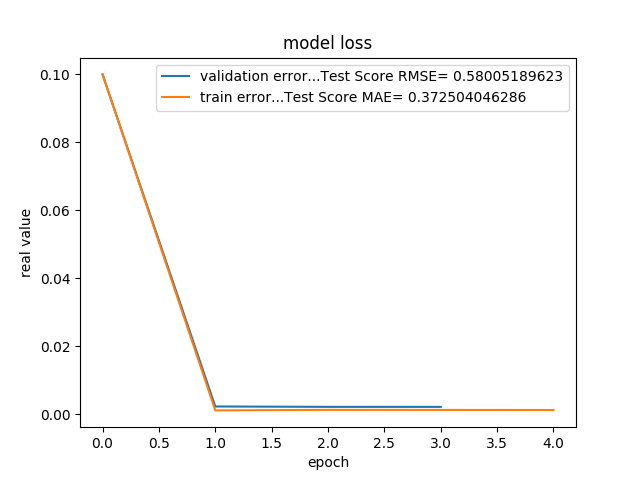 model loss
validation error...Test Score RMSE= 0.58005189623
train error...Test Score MAE= 0.372504046286
real value
0.10
0.08
0.06
0.04
0.02
0.00
0.0 0.5 1.0 1.5 2.0 2.5 3.0 3.5 4.0
epoch